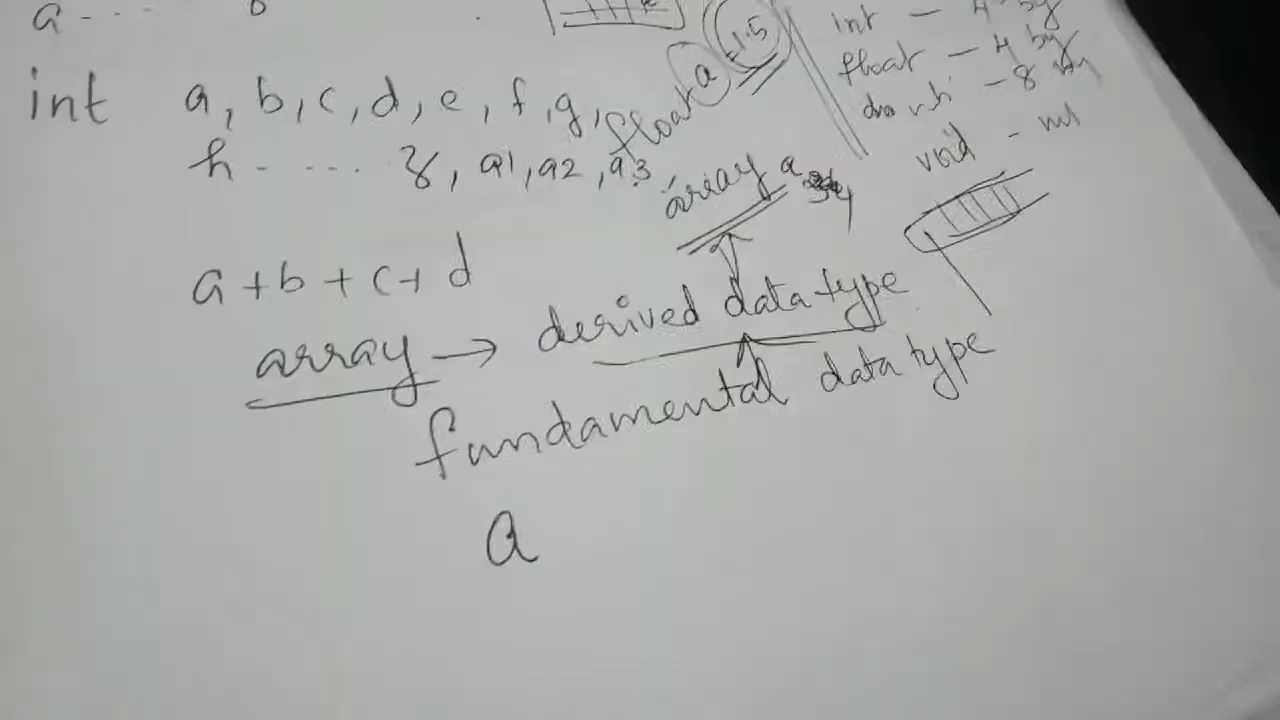 a - - - b
int a, b, c, d, e, f, g,
h - - - - z, a1, a2, a3
float a = 1.5
int - 4 by
float - 4 by
- 8
void -
array a
a + b + c + d
array → derived data type
fundamental data type
a